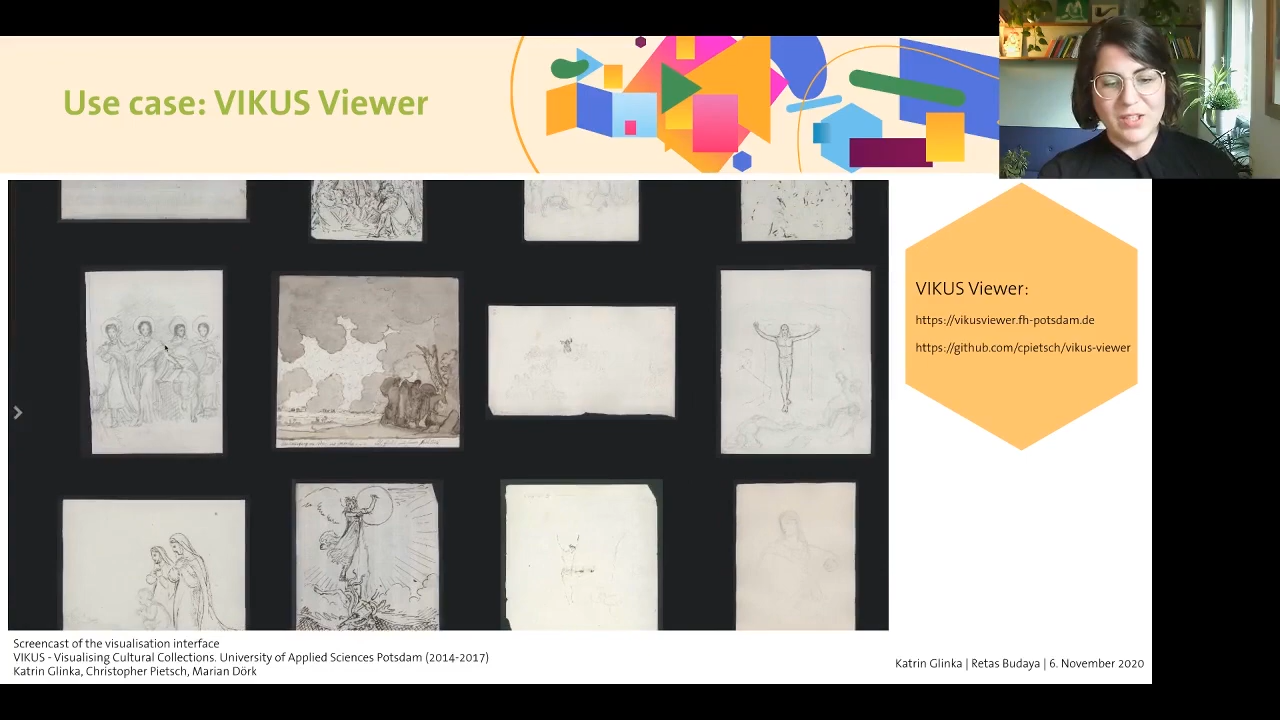 Use case: VIKUS Viewer
VIKUS Viewer:
https://vikusviewer.fh-potsdam.de
https://github.com/cpietsch/vikus-viewer
Screencast of the visualisation interface
VIKUS - Visualising Cultural Collections. University of Applied Sciences Potsdam (2014-2017)
Katrin Glinka, Christopher Pietsch, Marian Dörk
Katrin Glinka | Retas Budaya | 6. November 2020